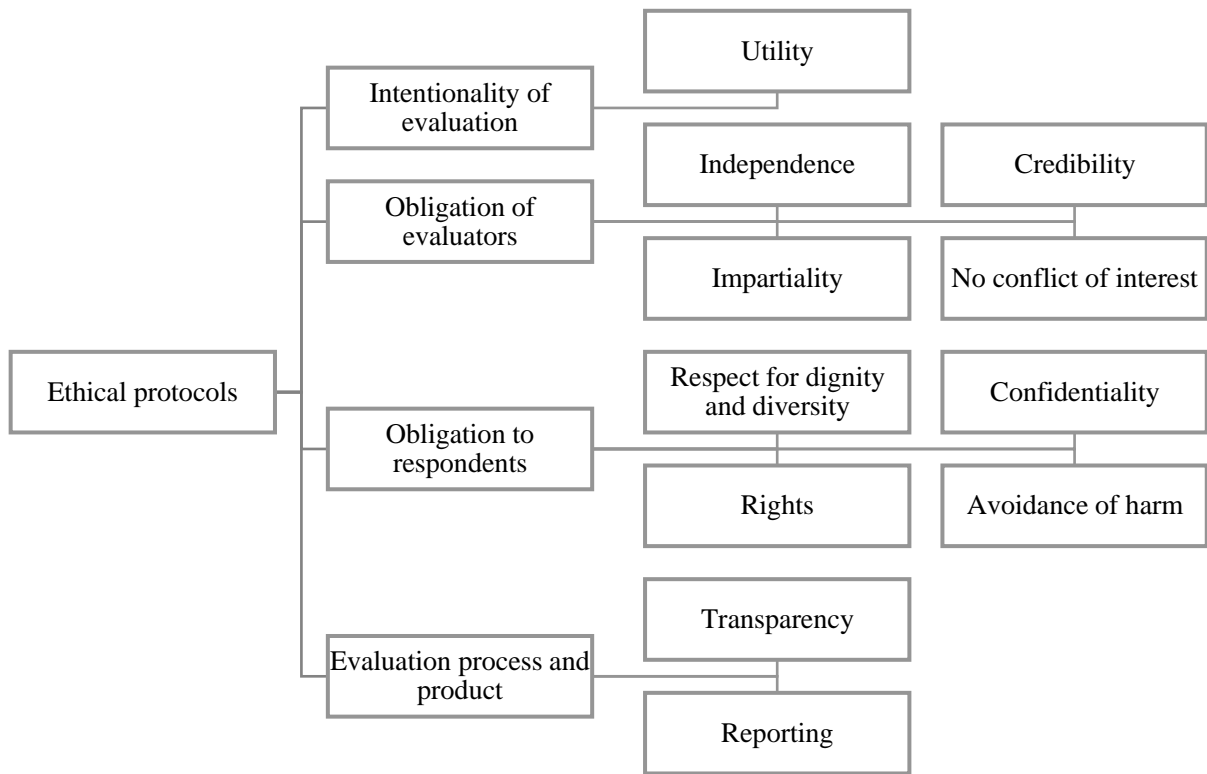 Utility
Intentionality of
evaluation
Independence
Credibility
Obligation of
evaluators
Impartiality
No conflict of interest
Ethical protocols
Respect for dignity
and diversity
Confidentiality
Obligation to
respondents
Rights
Avoidance of harm
Transparency
Evaluation process and
product
Reporting